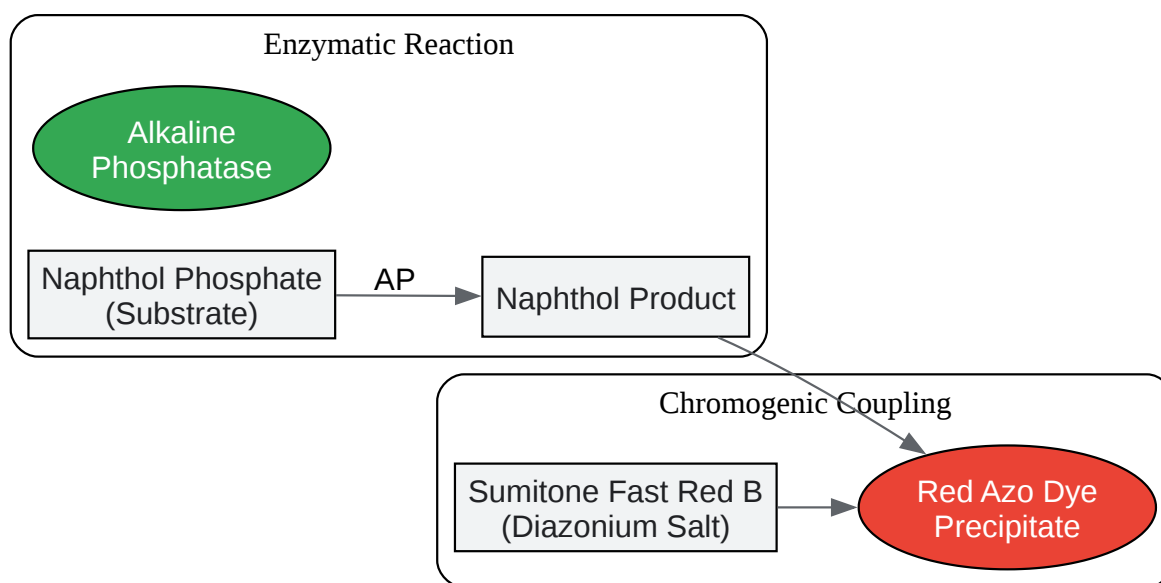 Enzymatic Reaction
Alkaline
Phosphatase
Naphthol Phosphate
(Substrate)
AP
Naphthol Product
Chromogenic Coupling
Sumitone Fast Red B
(Diazonium Salt)
Red Azo Dye
Precipitate